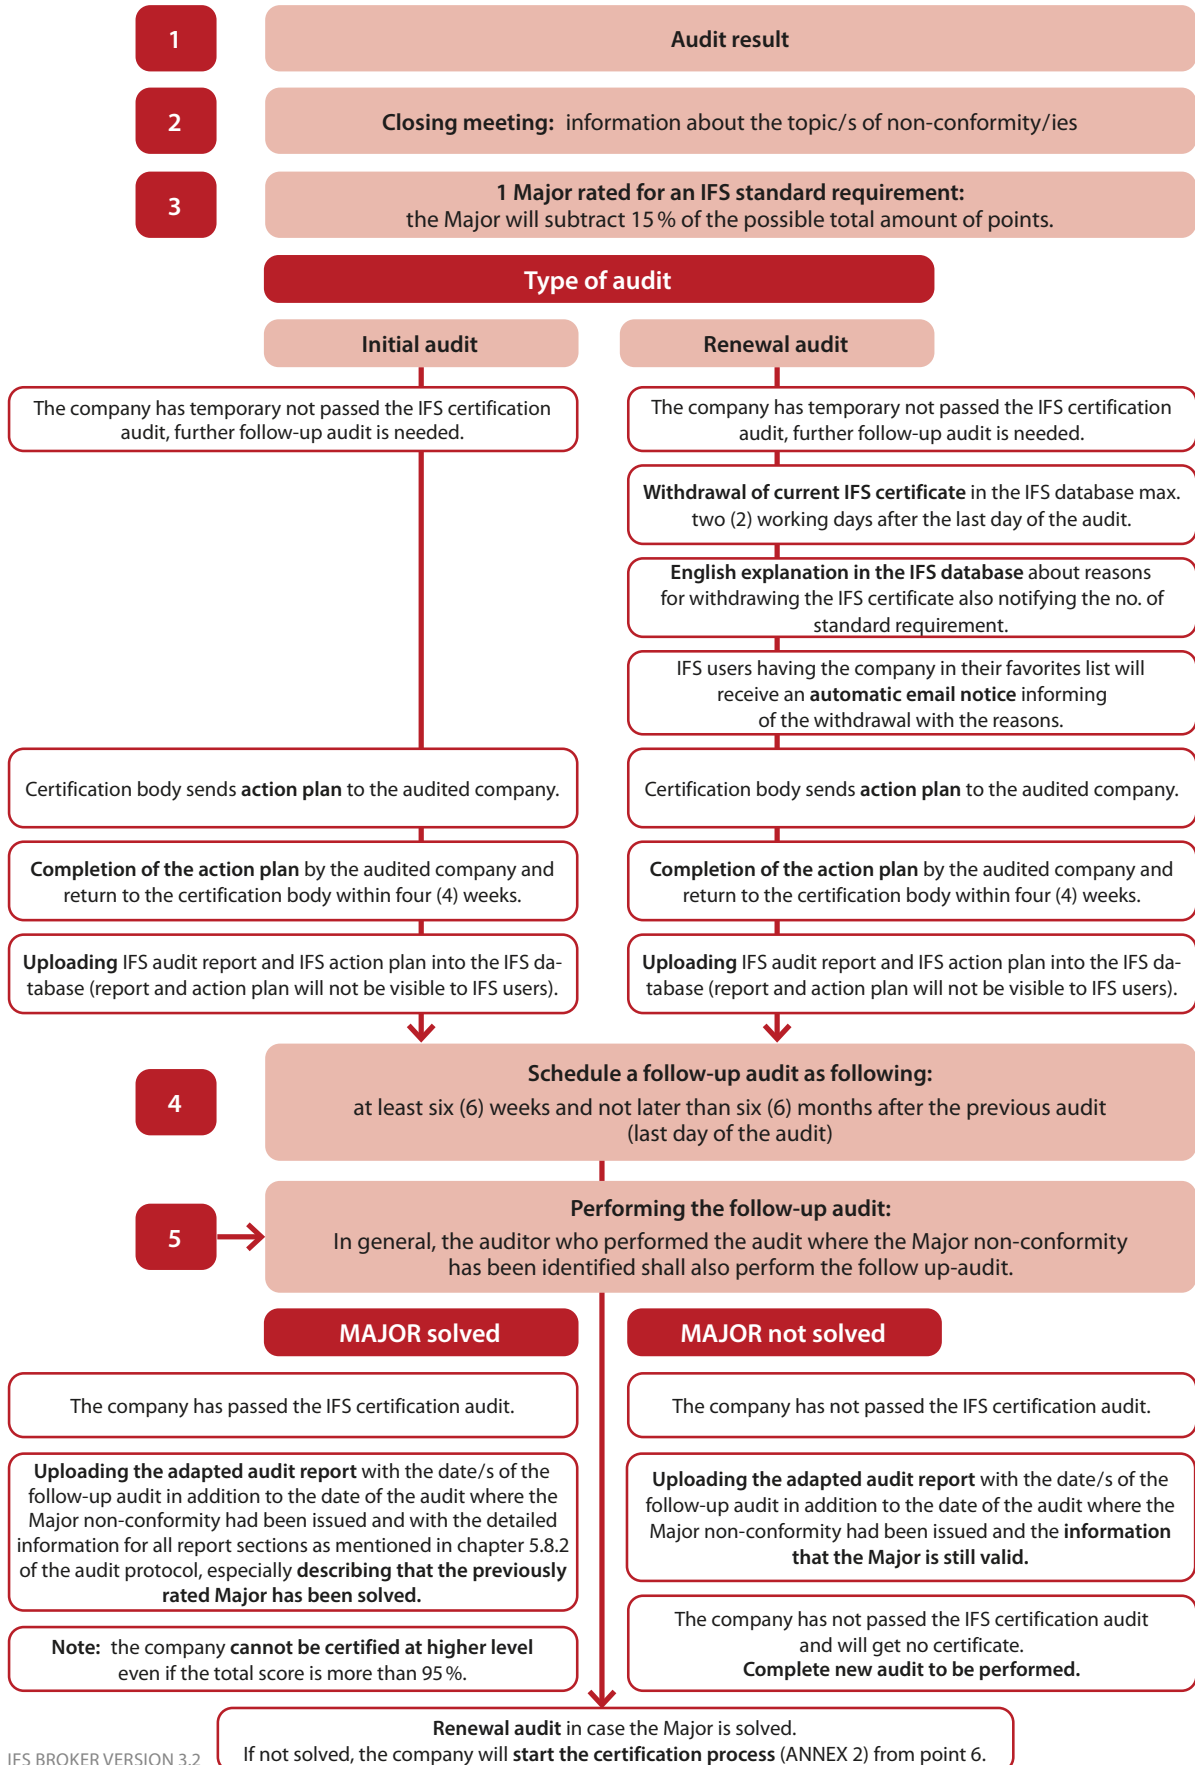 1
Audit result
2
Closing meeting: information about the topic/s of non-conformity/ies
3
1 Major rated for an IFS standard requirement:
the Major will subtract 15 % of the possible total amount of points.
Type of audit
Initial audit
Renewal audit
The company has temporary not passed the IFS certification
audit, further follow-up audit is needed.
The company has temporary not passed the IFS certification
audit, further follow-up audit is needed.
Withdrawal of current IFS certificate in the IFS database max.
two (2) working days after the last day of the audit.
English explanation in the IFS database about reasons
for withdrawing the IFS certificate also notifying the no. of
standard requirement.
IFS users having the company in their favorites list will
receive an automatic email notice informing
of the withdrawal with the reasons.
Certification body sends action plan to the audited company.
Certification body sends action plan to the audited company.
Completion of the action plan by the audited company and
return to the certification body within four (4) weeks.
Completion of the action plan by the audited company and
return to the certification body within four (4) weeks.
Uploading IFS audit report and IFS action plan into the IFS da-
tabase (report and action plan will not be visible to IFS users).
Uploading IFS audit report and IFS action plan into the IFS da-
tabase (report and action plan will not be visible to IFS users).
4
Schedule a follow-up audit as following:
at least six (6) weeks and not later than six (6) months after the previous audit
(last day of the audit)
5
Performing the follow-up audit:
In general, the auditor who performed the audit where the Major non-conformity
has been identified shall also perform the follow up-audit.
MAJOR solved
MAJOR not solved
The company has passed the IFS certification audit.
The company has not passed the IFS certification audit.
Uploading the adapted audit report with the date/s of the
follow-up audit in addition to the date of the audit where the
Major non-conformity had been issued and with the detailed
information for all report sections as mentioned in chapter 5.8.2
of the audit protocol, especially describing that the previously
rated Major has been solved.
Uploading the adapted audit report with the date/s of the
follow-up audit in addition to the date of the audit where the
Major non-conformity had been issued and the information
that the Major is still valid.
Note: the company cannot be certified at higher level
even if the total score is more than 95 %.
The company has not passed the IFS certification audit
and will get no certificate.
Complete new audit to be performed.
Renewal audit in case the Major is solved.
If not solved, the company will start the certification process (ANNEX 2) from point 6.
IFS BROKER VERSION 3.2